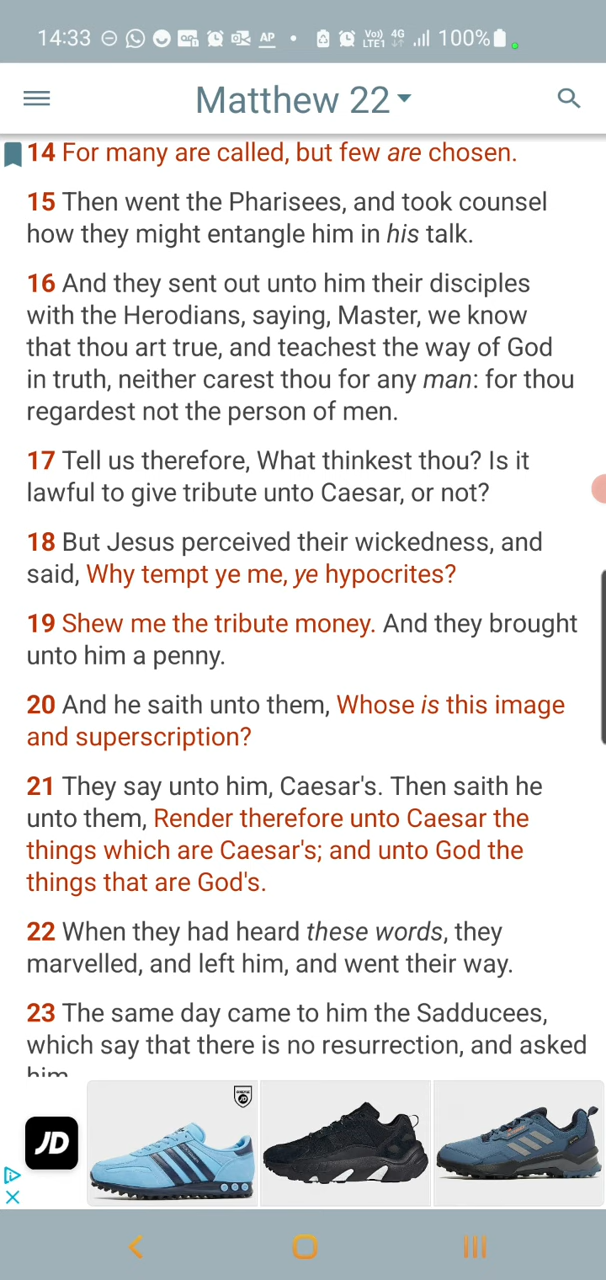 14:33 AP Vo) LTE1 4G 100%
Matthew 22
14 For many are called, but few are chosen.
15 Then went the Pharisees, and took counsel
how they might entangle him in his talk.
16 And they sent out unto him their disciples
with the Herodians, saying, Master, we know
that thou art true, and teachest the way of God
in truth, neither carest thou for any man: for thou
regardest not the person of men.
17 Tell us therefore, What thinkest thou? Is it
lawful to give tribute unto Caesar, or not?
18 But Jesus perceived their wickedness, and
said, Why tempt ye me, ye hypocrites?
19 Shew me the tribute money. And they brought
unto him a penny.
20 And he saith unto them, Whose is this image
and superscription?
21 They say unto him, Caesar's. Then saith he
unto them, Render therefore unto Caesar the
things which are Caesar's; and unto God the
things that are God's.
22 When they had heard these words, they
marvelled, and left him, and went their way.
23 The same day came to him the Sadducees,
which say that there is no resurrection, and asked
him
JD